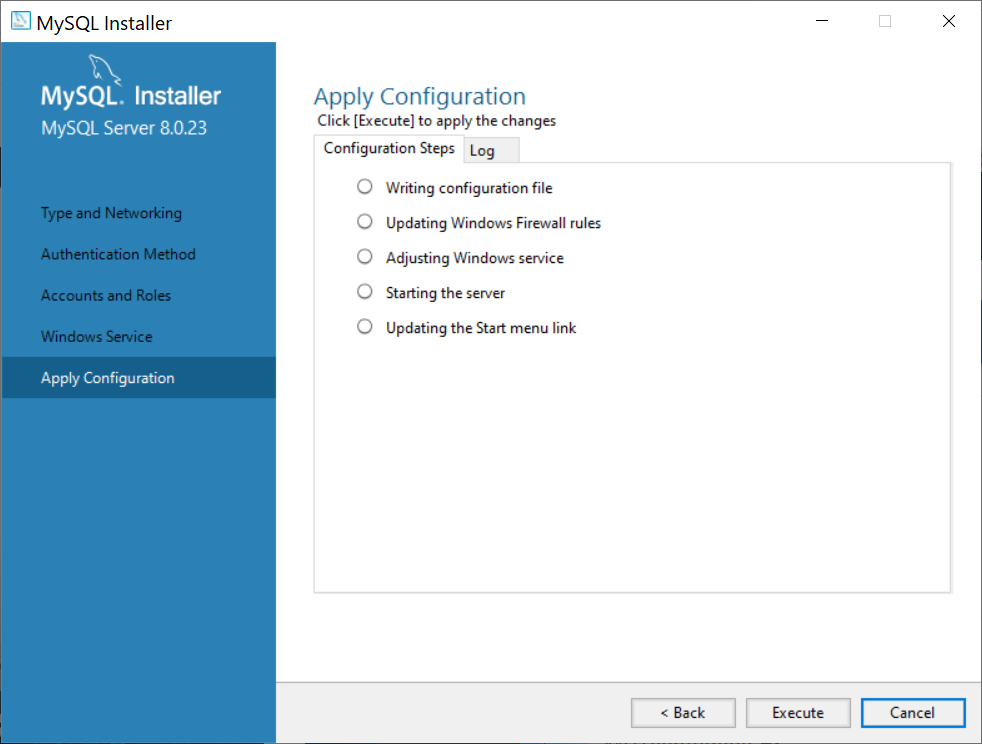 MySQL Installer
MySQL. Installer
MySQL Server 8.0.23
Type and Networking
Authentication Method
Accounts and Roles
Windows Service
Apply Configuration
Apply Configuration
Click [Execute] to apply the changes
Configuration Steps Log
Writing configuration file
Updating Windows Firewall rules
Adjusting Windows service
Starting the server
Updating the Start menu link
< Back Execute Cancel